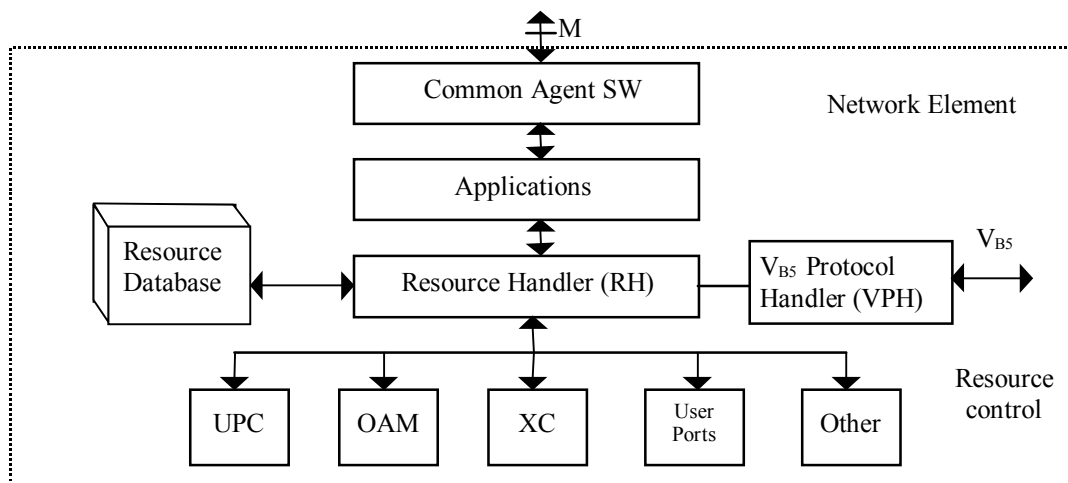 M
Common Agent SW
Network Element
Applications
Resource
Database
Resource Handler (RH)
VB5 Protocol
Handler (VPH)
VB5
UPC
OAM
XC
User
Ports
Other
Resource
control